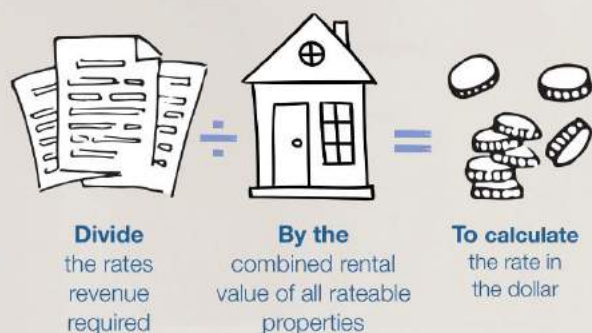 Divide
the rates
revenue
required
By the
combined rental
value of all rateable
properties
To calculate
the rate in
the dollar